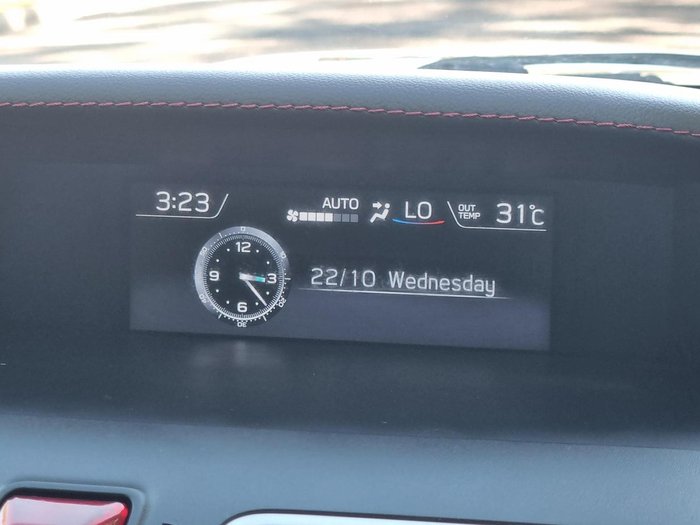 3:23
AUTO
LO
OUT
TEMP
31°C
12
9
3
6
22/10 Wednesday